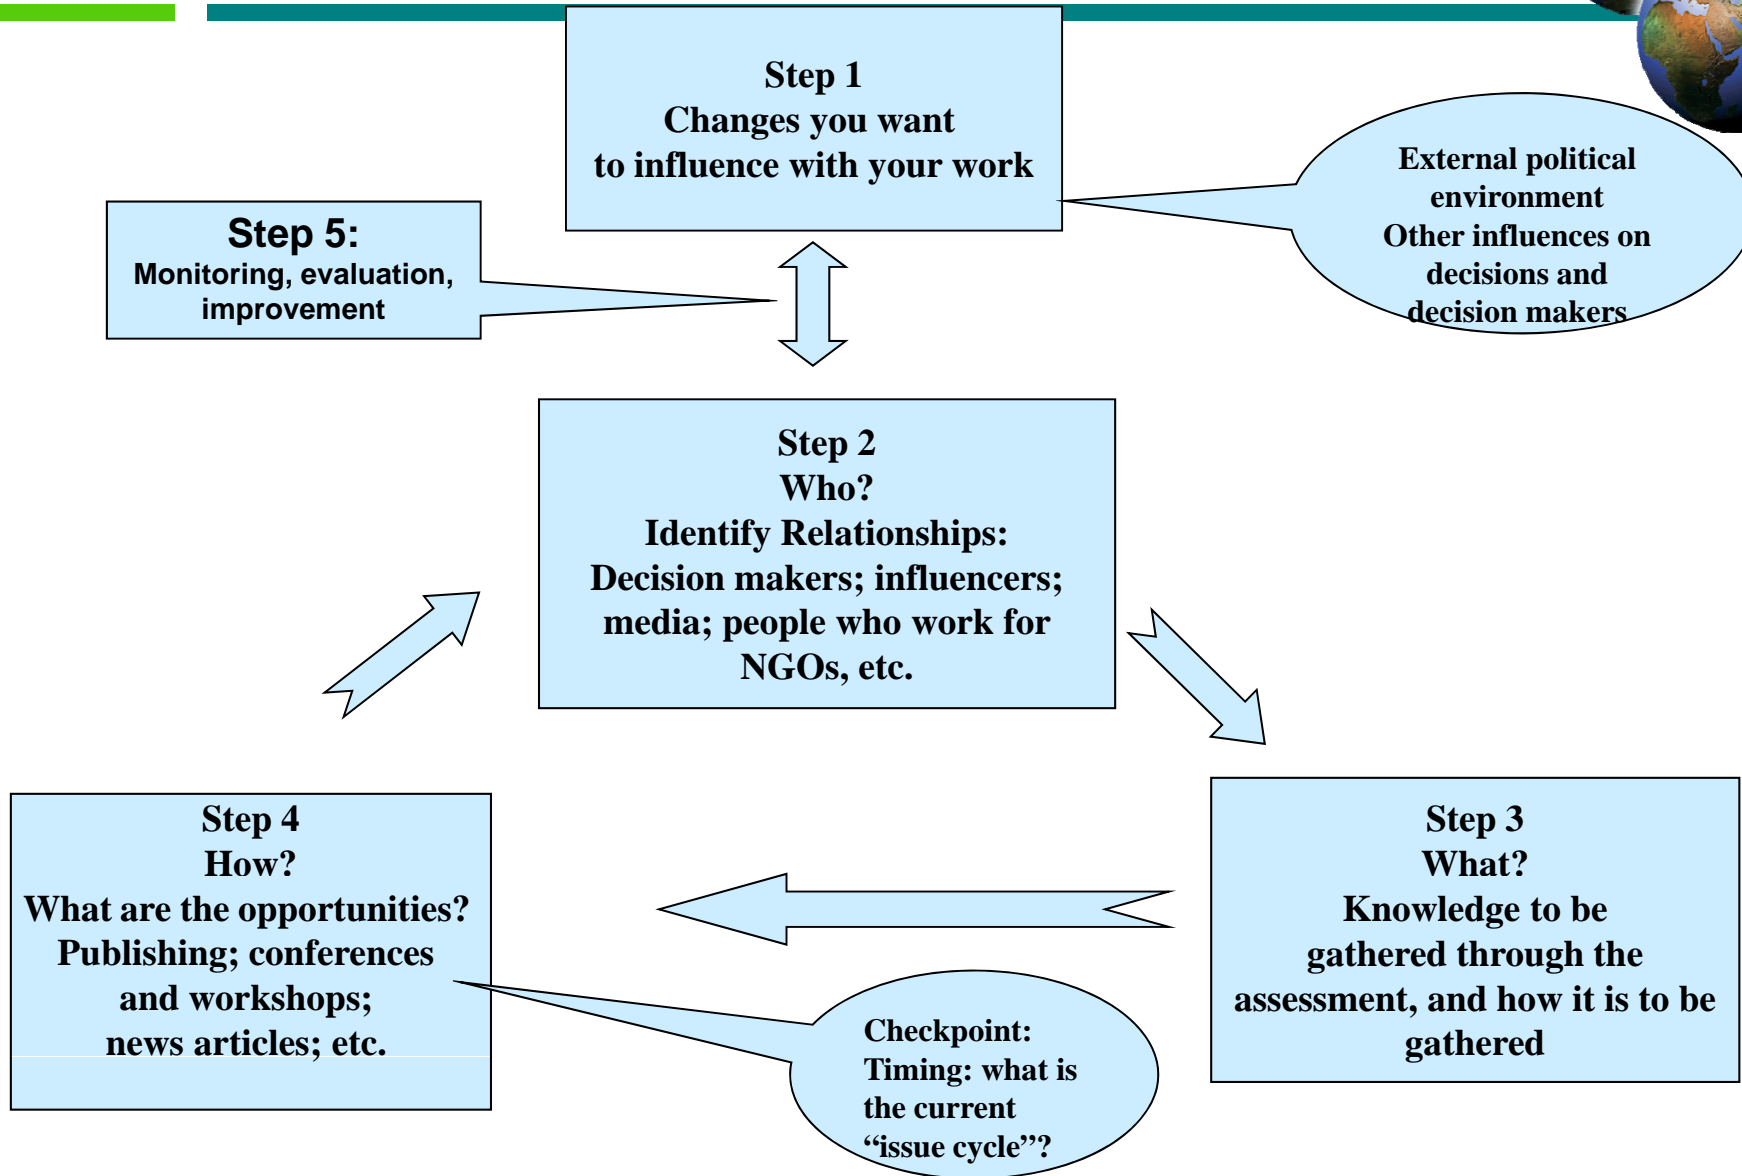 Step 1
Changes you want
to influence with your work
External political
environment
Other influences on
decisions and
decision makers
Step 5:
Monitoring, evaluation,
improvement
Step 2
Who?
Identify Relationships:
Decision makers; influencers;
media; people who work for
NGOs, etc.
Step 3
What?
Knowledge to be
gathered through the
assessment, and how it is to be
gathered
Step 4
How?
What are the opportunities?
Publishing; conferences
and workshops;
news articles; etc.
Checkpoint:
Timing: what is
the current
“issue cycle”?